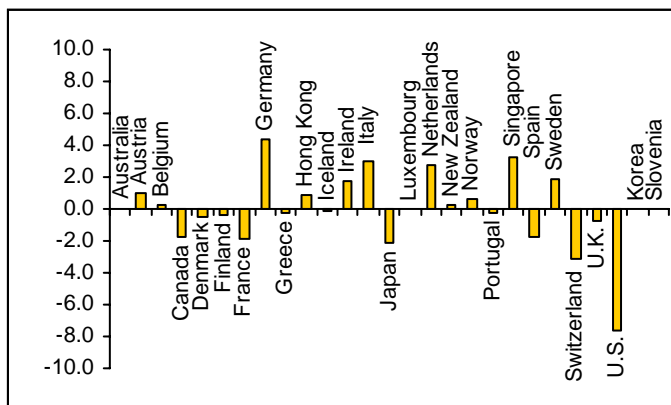 10.0
8.0
6.0
4.0
2.0
0.0
-2.0
-4.0
-6.0
-8.0
-10.0
Australia
Austria
Belgium
Canada
Denmark
Finland
France
Germany
Greece
Hong Kong
Iceland
Ireland
Italy
Japan
Luxembourg
Netherlands
New Zealand
Norway
Portugal
Singapore
Spain
Sweden
Switzerland
U.K.
U.S.
Korea
Slovenia